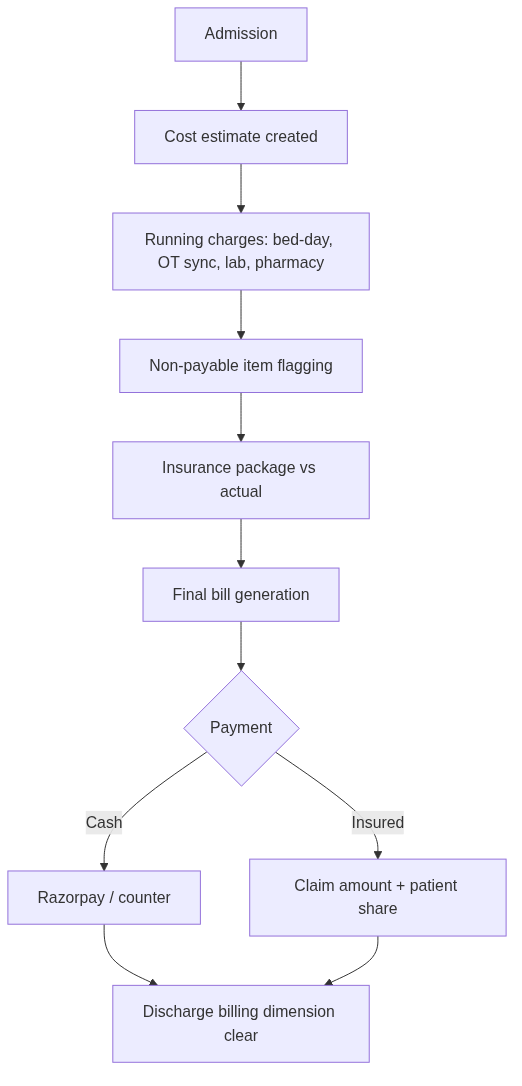 Admission
Cost estimate created
Running charges: bed-day,
OT sync, lab, pharmacy
Non-payable item flagging
Insurance package vs
actual
Final bill generation
Payment
Cash
Insured
Razorpay / counter
Claim amount + patient
share
Discharge billing dimension
clear